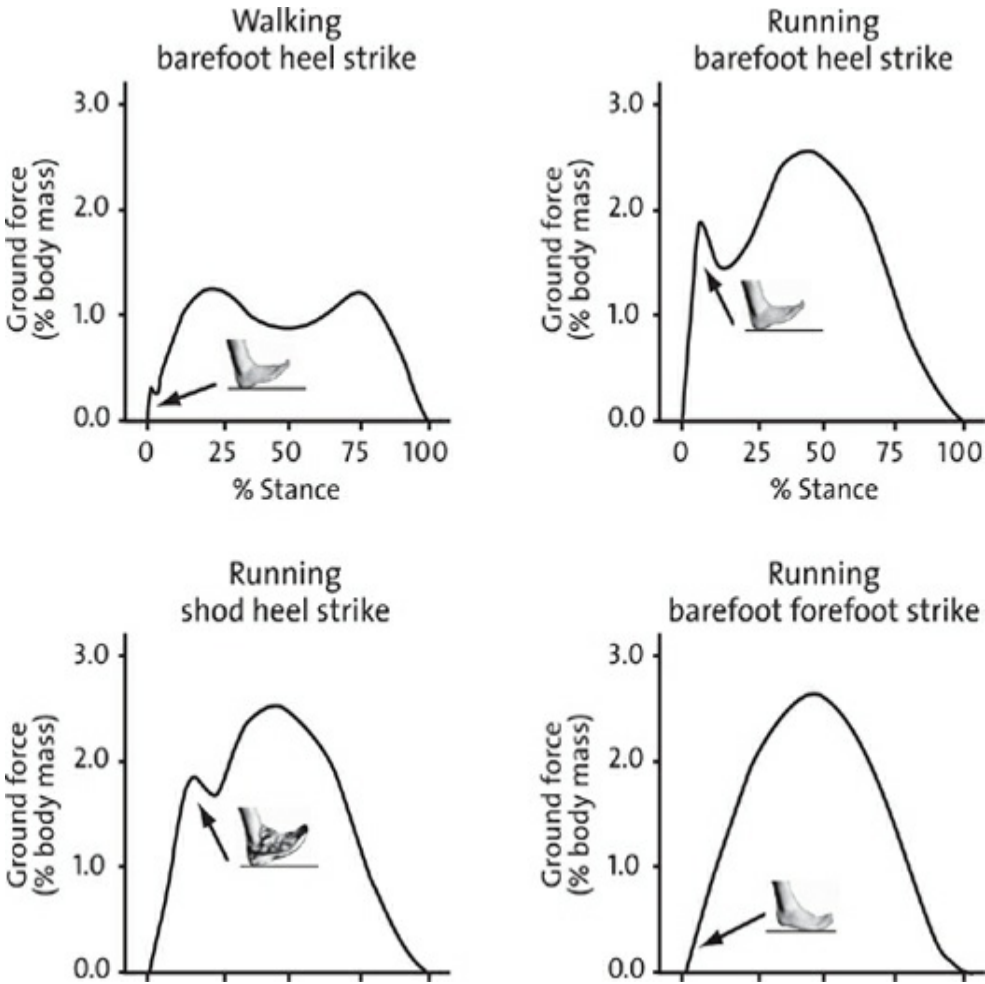 Walking
barefoot heel strike
Ground force
(% body mass)
3.0
2.0
1.0
0.0
0 25 50 75 100
% Stance
Running
barefoot heel strike
Ground force
(% body mass)
3.0
2.0
1.0
0.0
0 25 50 75 100
% Stance
Running
shod heel strike
Ground force
(% body mass)
3.0
2.0
1.0
0.0
Running
barefoot forefoot strike
Ground force
(% body mass)
3.0
2.0
1.0
0.0